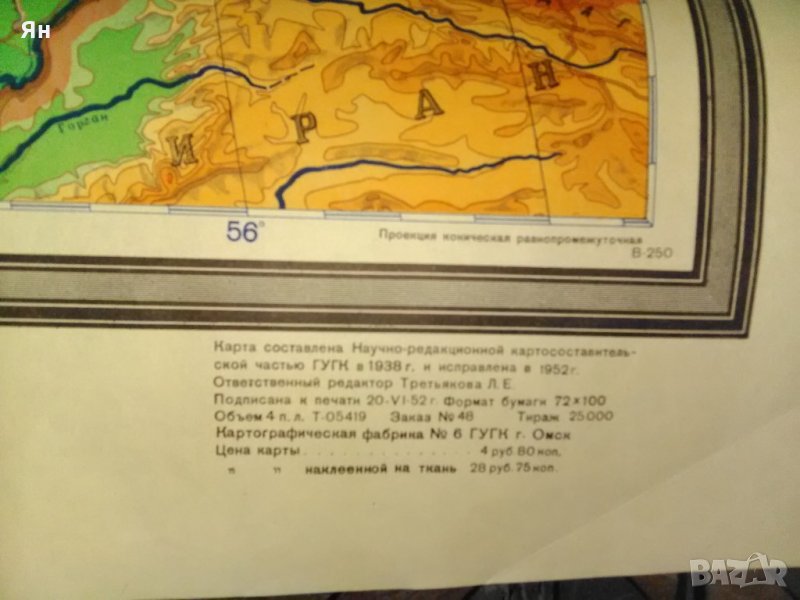 Ян
Горган
И Р А Н
56°
Проекция коническая равнопромежуточная
В-250
Карта составлена Научно-редакционной картосоставитель-
ской частью ГУГК в 1938 г. и исправлена в 1952 г.
Ответственный редактор Третьякова Л. Е.
Подписана к печати 20-VI-52 г. Формат бумаги 72×100
Объем 4 п. л. Т-05419 Заказ № 48 Тираж 25000
Картографическая фабрика № 6 ГУГК г. Омск
Цена карты . . . . . . . . . . . . . . . 4 руб. 80 коп.
" " наклеенной на ткань 28 руб. 75 коп.
BAZAR